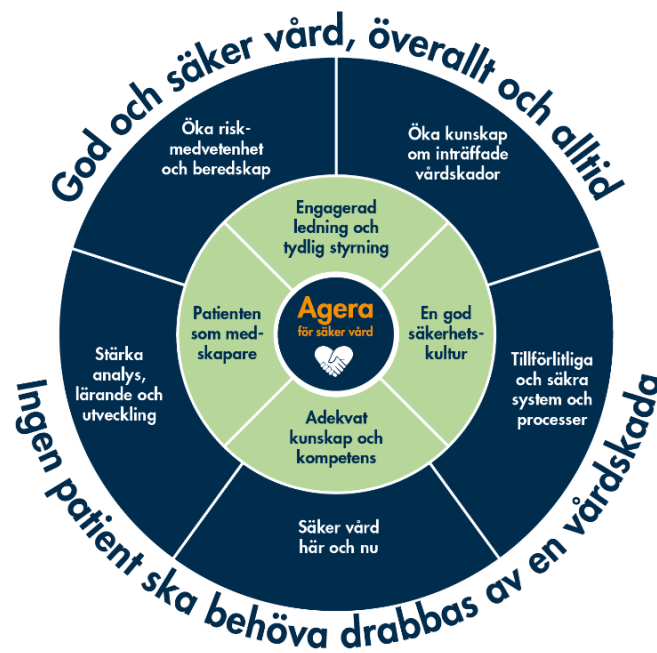 God och säker vård, överallt och alltid
Öka risk-
medvetenhet
och beredskap
Öka kunskap
om inträffade
vårdskador
Engagerad
ledning och
tydlig styrning
Patienten
som med-
skapare
Agera
för säker vård
En god
säkerhets-
kultur
Stärka
analys,
lärande och
utveckling
Tillförlitliga
och säkra
system och
processer
Adekvat
kunskap och
kompetens
Säker vård
här och nu
Ingen patient ska behöva drabbas av en vårdskada